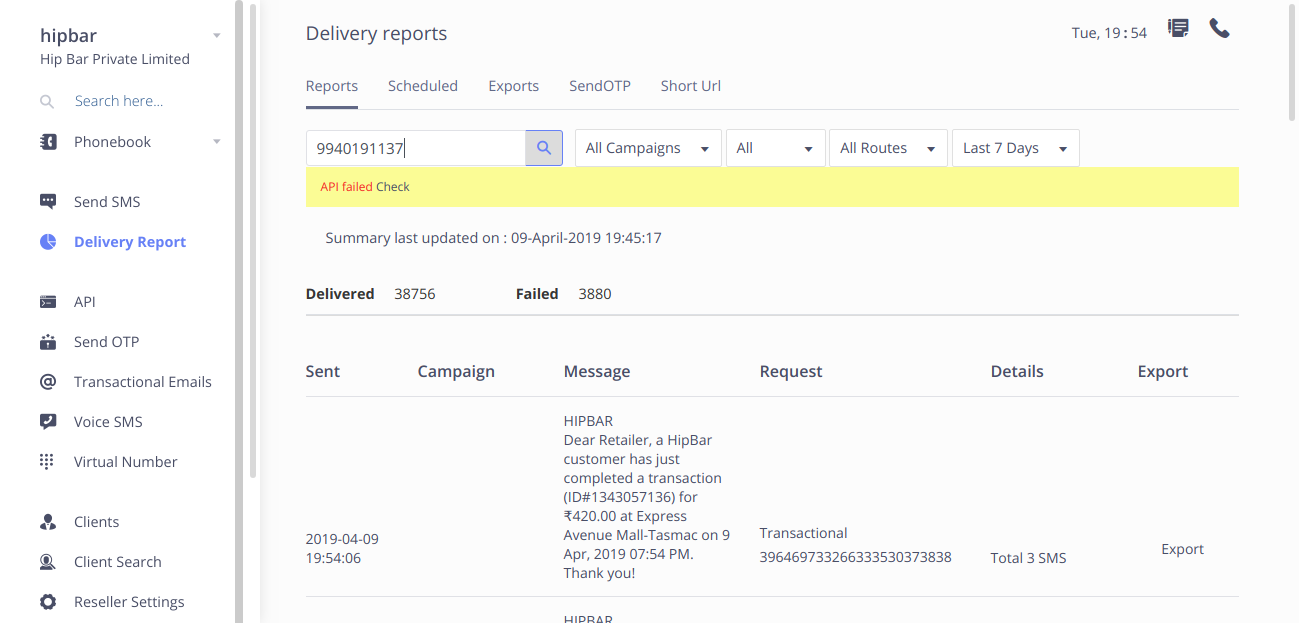 hipbar
Hip Bar Private Limited
Search here...
Phonebook
Send SMS
Delivery Report
API
Send OTP
Transactional Emails
Voice SMS
Virtual Number
Clients
Client Search
Reseller Settings
Delivery reports
Tue, 19:54
Reports Scheduled Exports SendOTP Short Url
9940191137 All Campaigns All All Routes Last 7 Days
API failed Check
Summary last updated on : 09-April-2019 19:45:17
Delivered 38756 Failed 3880
Sent Campaign Message Request Details Export
2019-04-09
19:54:06
HIPBAR
Dear Retailer, a HipBar
customer has just
completed a transaction
(ID#1343057136) for
₹420.00 at Express
Avenue Mall-Tasmac on 9
Apr, 2019 07:54 PM.
Thank you!
Transactional
396469733266333530373838
Total 3 SMS
Export
HIPBAR